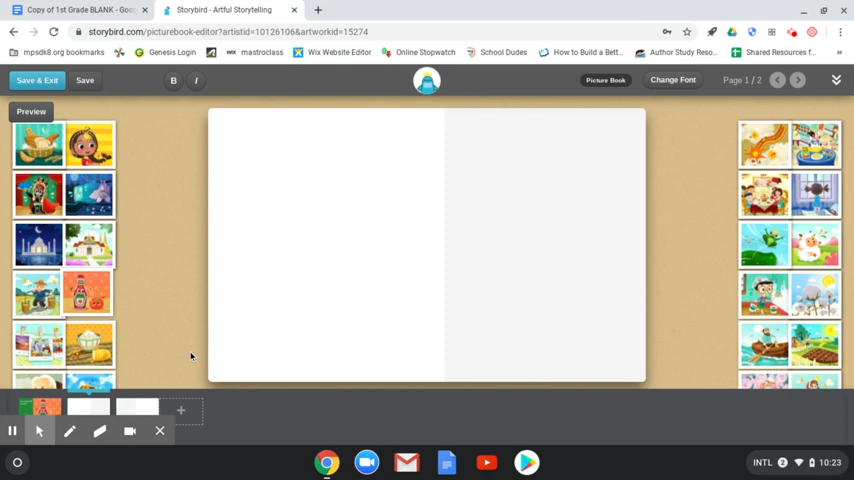 Copy of 1st Grade BLANK - Goo
Storybird - Artful Storytelling
storybird.com/picturebook-editor?artistid=10126106&artworkid=15274
mpsdk8.org bookmarks
Genesis Login
WIX mastroclass
Wix Website Editor
Online Stopwatch
School Dudes
How to Build a Bett...
Author Study Reso...
Shared Resources f...
Save & Exit
Save
B
I
Picture Book
Change Font
Page 1 / 2
Preview
INTL
2
10:23